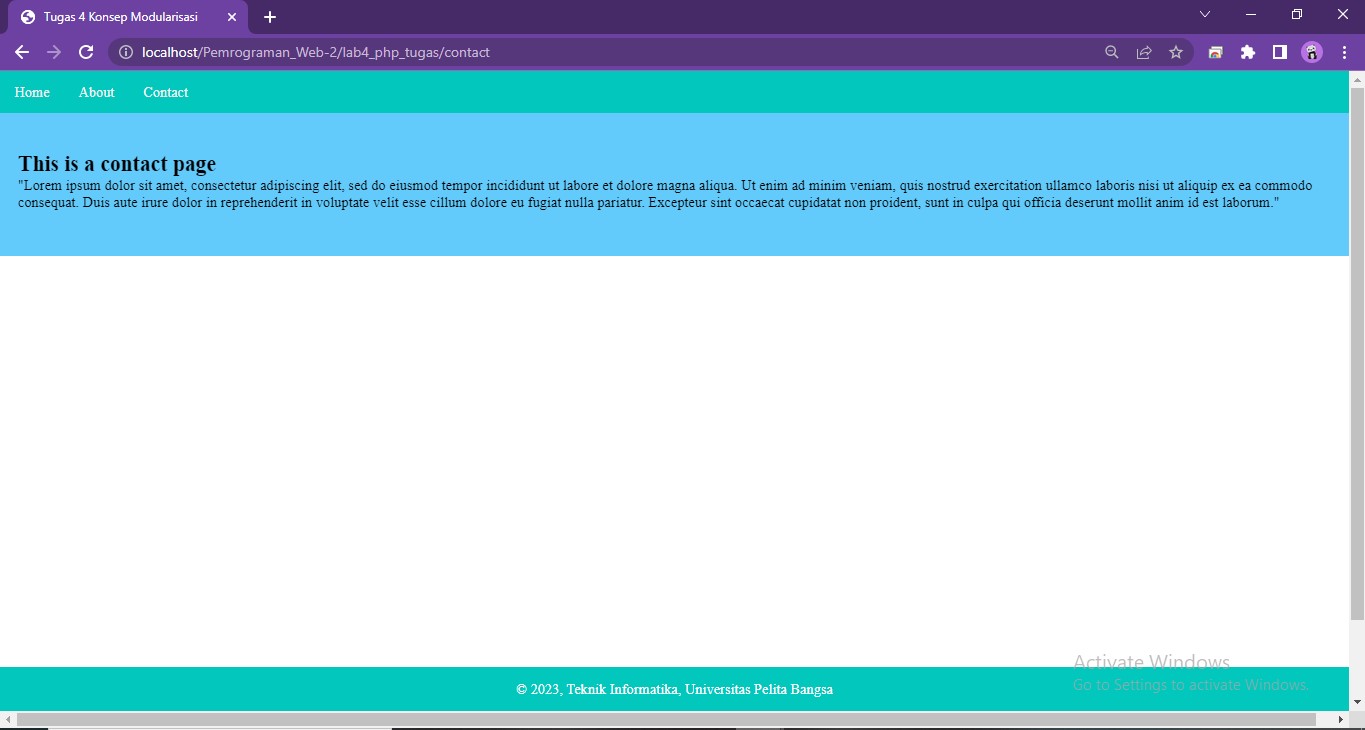 Tugas 4 Konsep Modularisasi
localhost/Pemrograman_Web-2/lab4_php_tugas/contact
Home About Contact
This is a contact page
"Lorem ipsum dolor sit amet, consectetur adipiscing elit, sed do eiusmod tempor incididunt ut labore et dolore magna aliqua. Ut enim ad minim veniam, quis nostrud exercitation ullamco laboris nisi ut aliquip ex ea commodo
consequat. Duis aute irure dolor in reprehenderit in voluptate velit esse cillum dolore eu fugiat nulla pariatur. Excepteur sint occaecat cupidatat non proident, sunt in culpa qui officia deserunt mollit anim id est laborum."
Activate Windows
Go to Settings to activate Windows.
© 2023, Teknik Informatika, Universitas Pelita Bangsa